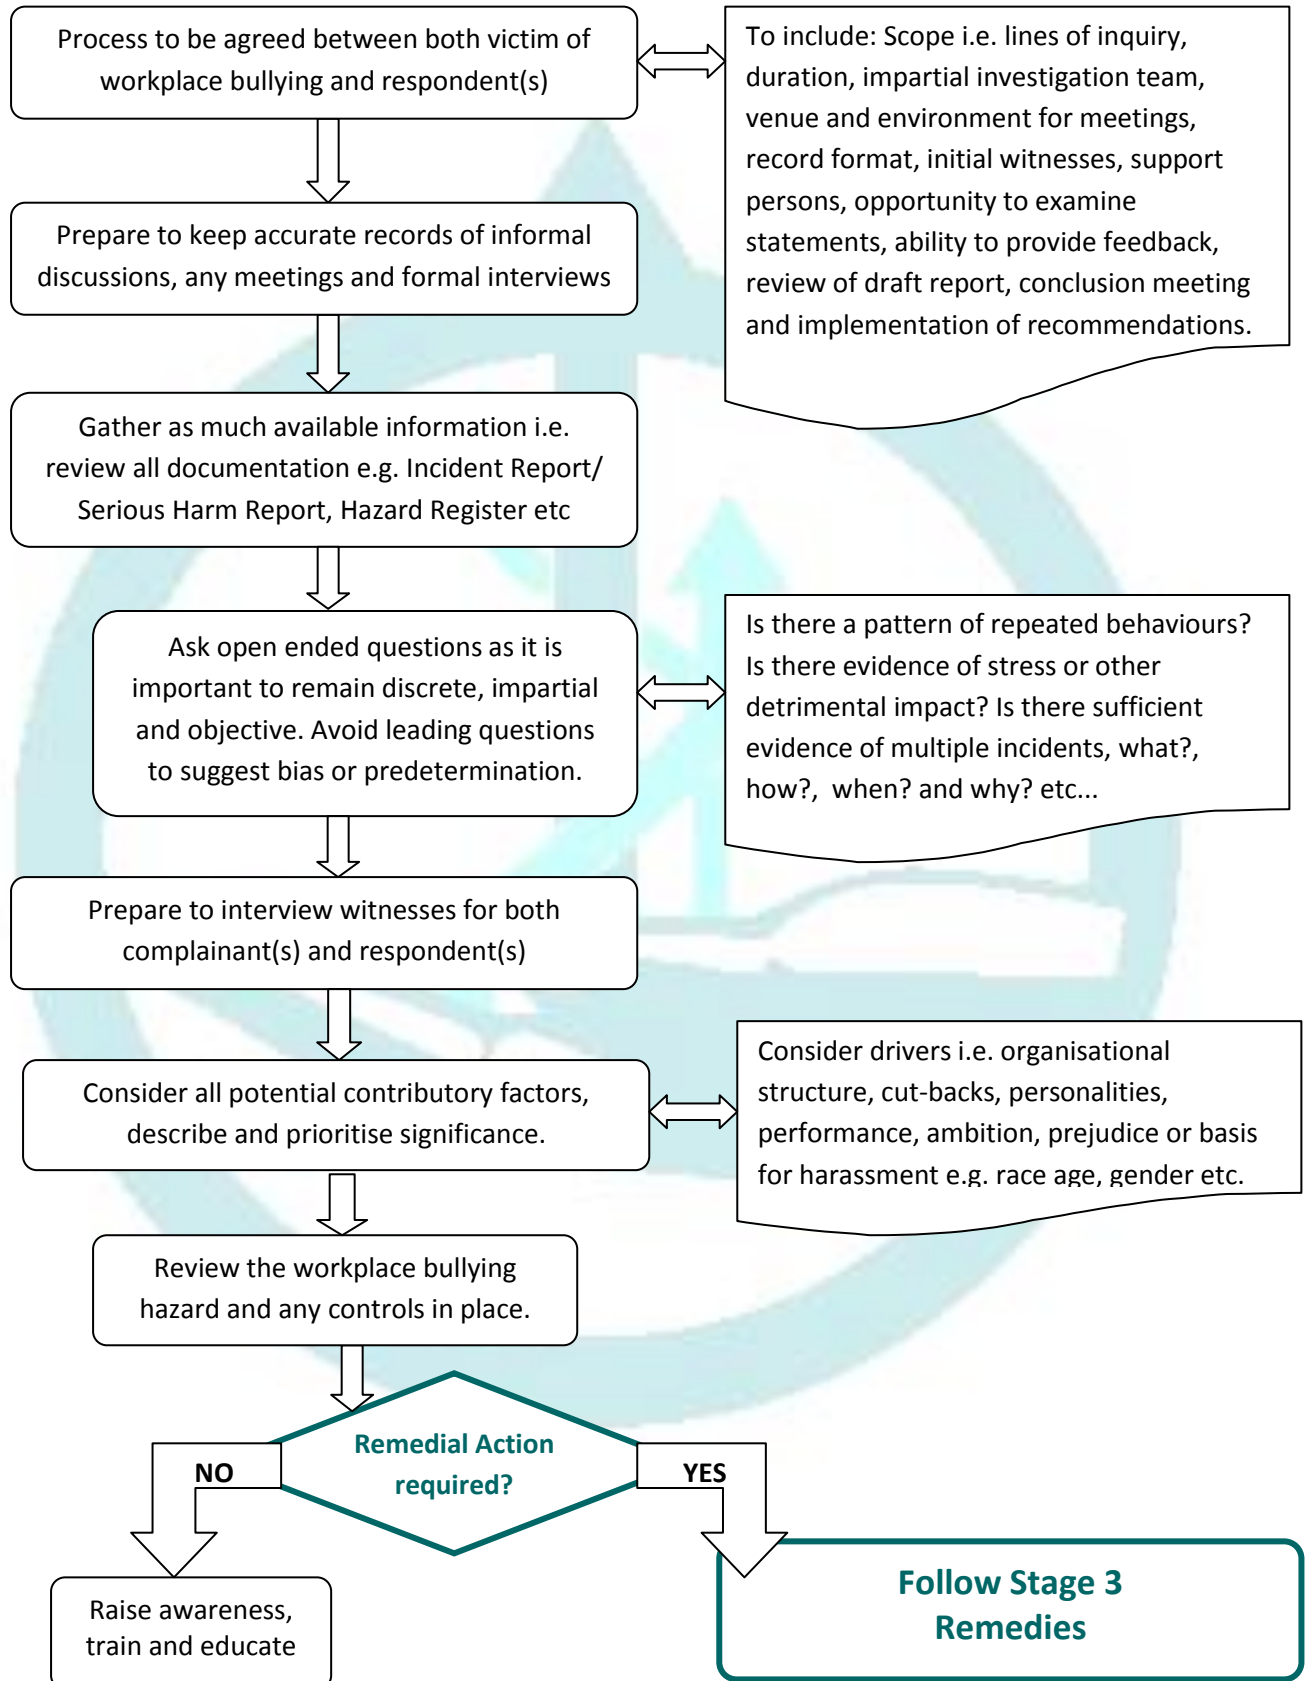 Process to be agreed between both victim of
workplace bullying and respondent(s)
To include: Scope i.e. lines of inquiry,
duration, impartial investigation team,
venue and environment for meetings,
record format, initial witnesses, support
persons, opportunity to examine
statements, ability to provide feedback,
review of draft report, conclusion meeting
and implementation of recommendations.
Prepare to keep accurate records of informal
discussions, any meetings and formal interviews
Gather as much available information i.e.
review all documentation e.g. Incident Report/
Serious Harm Report, Hazard Register etc
Ask open ended questions as it is
important to remain discrete, impartial
and objective. Avoid leading questions
to suggest bias or predetermination.
Is there a pattern of repeated behaviours?
Is there evidence of stress or other
detrimental impact? Is there sufficient
evidence of multiple incidents, what?,
how?, when? and why? etc...
Prepare to interview witnesses for both
complainant(s) and respondent(s)
Consider all potential contributory factors,
describe and prioritise significance.
Consider drivers i.e. organisational
structure, cut-backs, personalities,
performance, ambition, prejudice or basis
for harassment e.g. race age, gender etc.
Review the workplace bullying
hazard and any controls in place.
Remedial Action
required?
NO
YES
Raise awareness,
train and educate
Follow Stage 3
Remedies